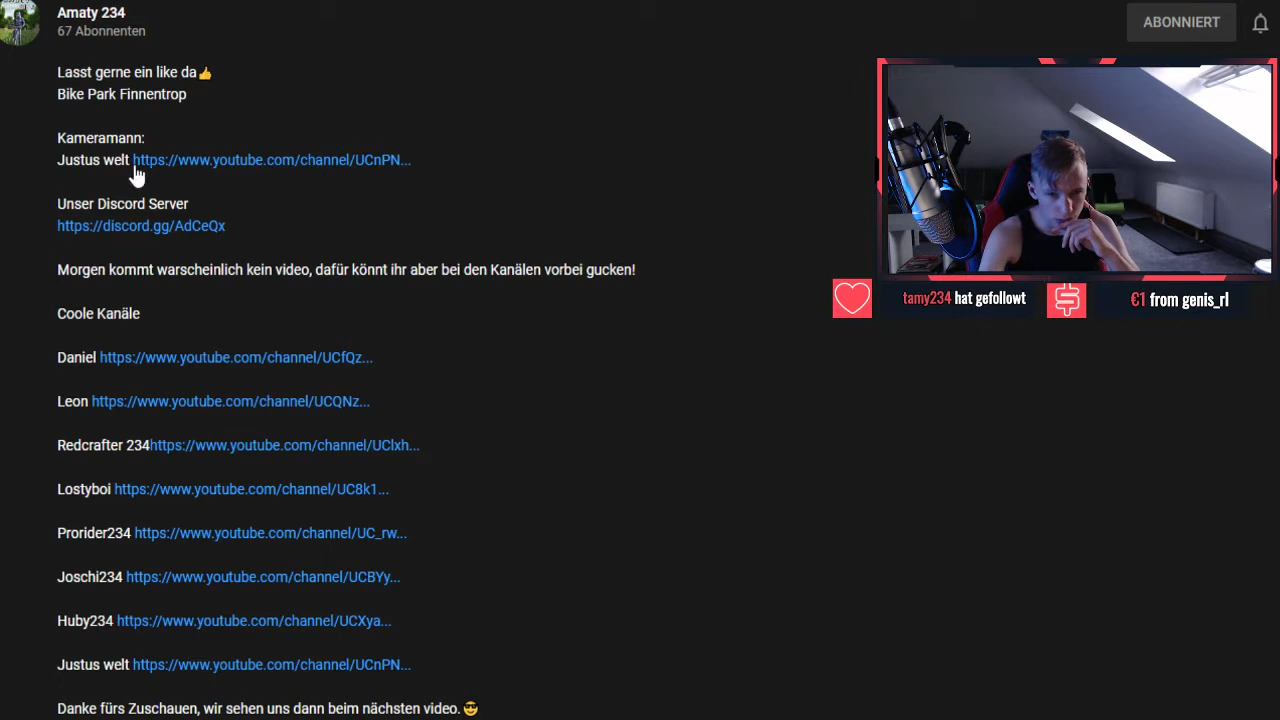 Amaty 234
67 Abonnenten
ABONNIERT
Lasst gerne ein like da👍
Bike Park Finnentrop
Kameramann:
Justus welt https://www.youtube.com/channel/UCnPN...
Unser Discord Server
https://discord.gg/AdCeQx
Morgen kommt warscheinlich kein video, dafür könnt ihr aber bei den Kanälen vorbei gucken!
tamy234 hat gefollowt
€1 from genis_rl
Coole Kanäle
Daniel https://www.youtube.com/channel/UCfQz...
Leon https://www.youtube.com/channel/UCQNz...
Redcrafter 234https://www.youtube.com/channel/UClxh...
Lostyboi https://www.youtube.com/channel/UC8k1...
Prorider234 https://www.youtube.com/channel/UC_rw...
Joschi234 https://www.youtube.com/channel/UCBYy...
Huby234 https://www.youtube.com/channel/UCXya...
Justus welt https://www.youtube.com/channel/UCnPN...
Danke fürs Zuschauen, wir sehen uns dann beim nächsten video.😎